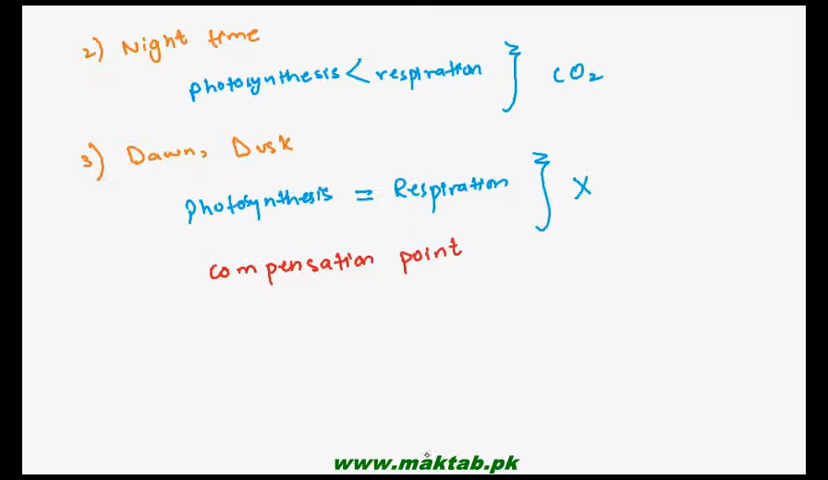 2) Night time
photosynthesis < respiration } CO₂
3) Dawn, Dusk
photosynthesis = Respiration } X
compensation point
www.maktab.pk